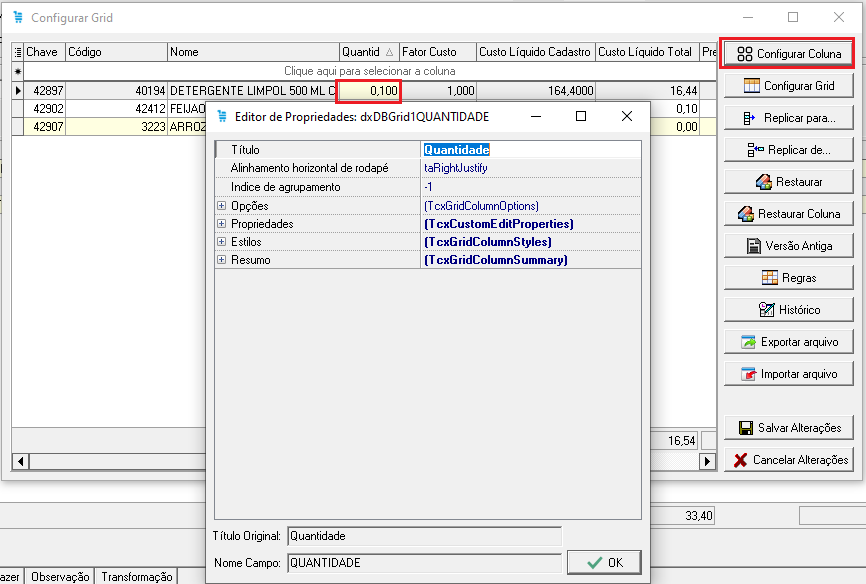 Configurar Grid
Chave Código Nome Quantid Fator Custo Custo Líquido Cadastro Custo Líquido Total Pre
Clique aqui para selecionar a coluna
42897 40194 DETERGENTE LIMPOL 500 ML C 0,100 1,000 164,4000 16,44
42902 42412 FEIJAO 0,10
42907 3223 ARROZ 0,00
16,54
Configurar Coluna
Configurar Grid
Replicar para...
Replicar de...
Restaurar
Restaurar Coluna
Versão Antiga
Regras
Histórico
Exportar arquivo
Importar arquivo
Salvar Alterações
Cancelar Alterações
Editor de Propriedades: dxDBGrid1QUANTIDADE
Título Quantidade
Alinhamento horizontal de rodapé taRightJustify
Indice de agrupamento -1
Opções (TcxGridColumnOptions)
Propriedades (TcxCustomEditProperties)
Estilos (TcxGridColumnStyles)
Resumo (TcxGridColumnSummary)
Título Original: Quantidade
Nome Campo: QUANTIDADE
OK
33,40
azer Observação Transformação